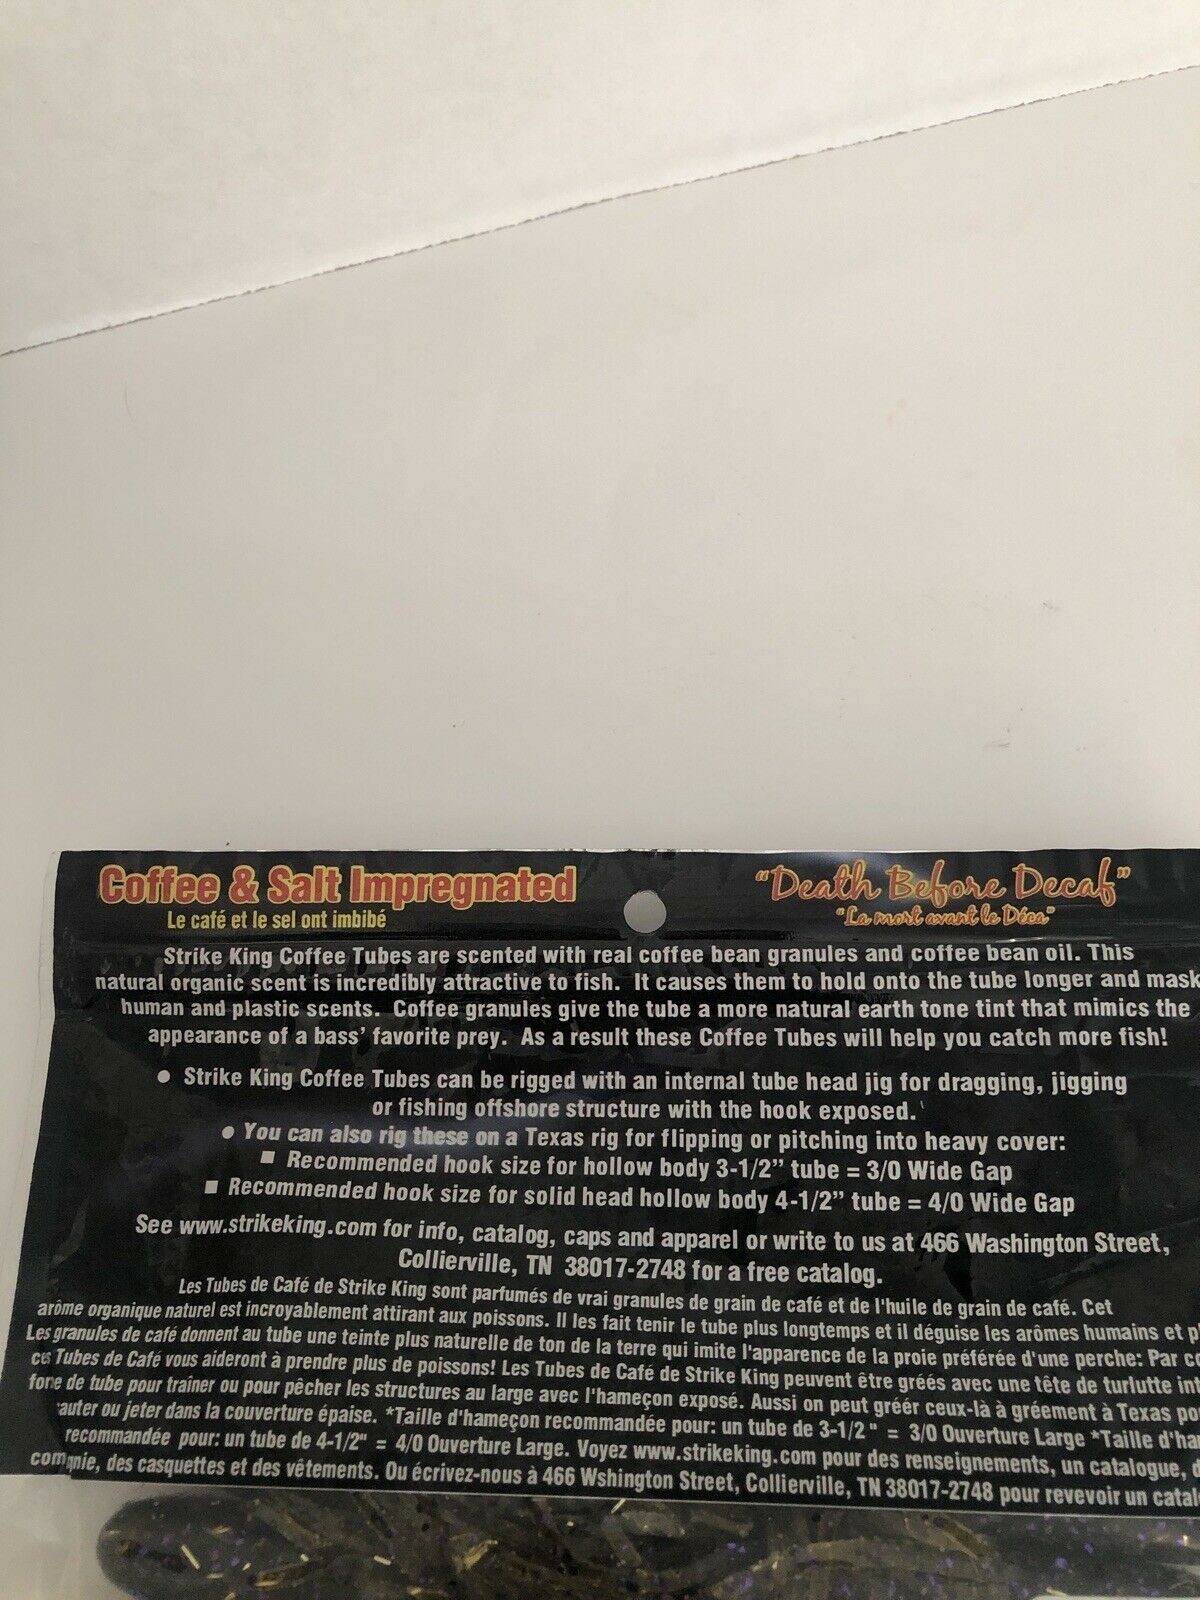 Coffee & Salt Impregnated
Le café et le sel ont imbibé
"Death Before Decaf"
"La mort avant le Déca"
Strike King Coffee Tubes are scented with real coffee bean granules and coffee bean oil. This
natural organic scent is incredibly attractive to fish. It causes them to hold onto the tube longer and mask
human and plastic scents. Coffee granules give the tube a more natural earth tone tint that mimics the
appearance of a bass' favorite prey. As a result these Coffee Tubes will help you catch more fish!
● Strike King Coffee Tubes can be rigged with an internal tube head jig for dragging, jigging
or fishing offshore structure with the hook exposed.
● You can also rig these on a Texas rig for flipping or pitching into heavy cover:
■ Recommended hook size for hollow body 3-1/2" tube = 3/0 Wide Gap
■ Recommended hook size for solid head hollow body 4-1/2" tube = 4/0 Wide Gap
See www.strikeking.com for info, catalog, caps and apparel or write to us at 466 Washington Street,
Collierville, TN 38017-2748 for a free catalog.
Les Tubes de Café de Strike King sont parfumés de vrai granules de grain de café et de l'huile de grain de café. Cet
arôme organique naturel est incroyablement attirant aux poissons. Il les fait tenir le tube plus longtemps et il déguise les arômes humains et
Les granules de café donnent au tube une teinte plus naturelle de ton de la terre qui imite l'apparence de la proie préférée d'une perche: Par
ces Tubes de Café vous aideront à prendre plus de poissons! Les Tubes de Café de Strike King peuvent être gréés avec une tête de turlutte
de tube pour traîner ou pour pêcher les structures au large avec l'hameçon exposé. Aussi on peut gréér ceux-là à gréement à Texas
ou jeter dans la couverture épaise. *Taille d'hameçon recommandée pour: un tube de 3-1/2" = 3/0 Ouverture Large *Taille
recommandée pour: un tube de 4-1/2" = 4/0 Ouverture Large. Voyez www.strikeking.com pour des renseignements, un catalogue,
des casquettes et des vêtements. Ou écrivez-nous à 466 Wshington Street, Collierville, TN 38017-2748 pour revevoir un